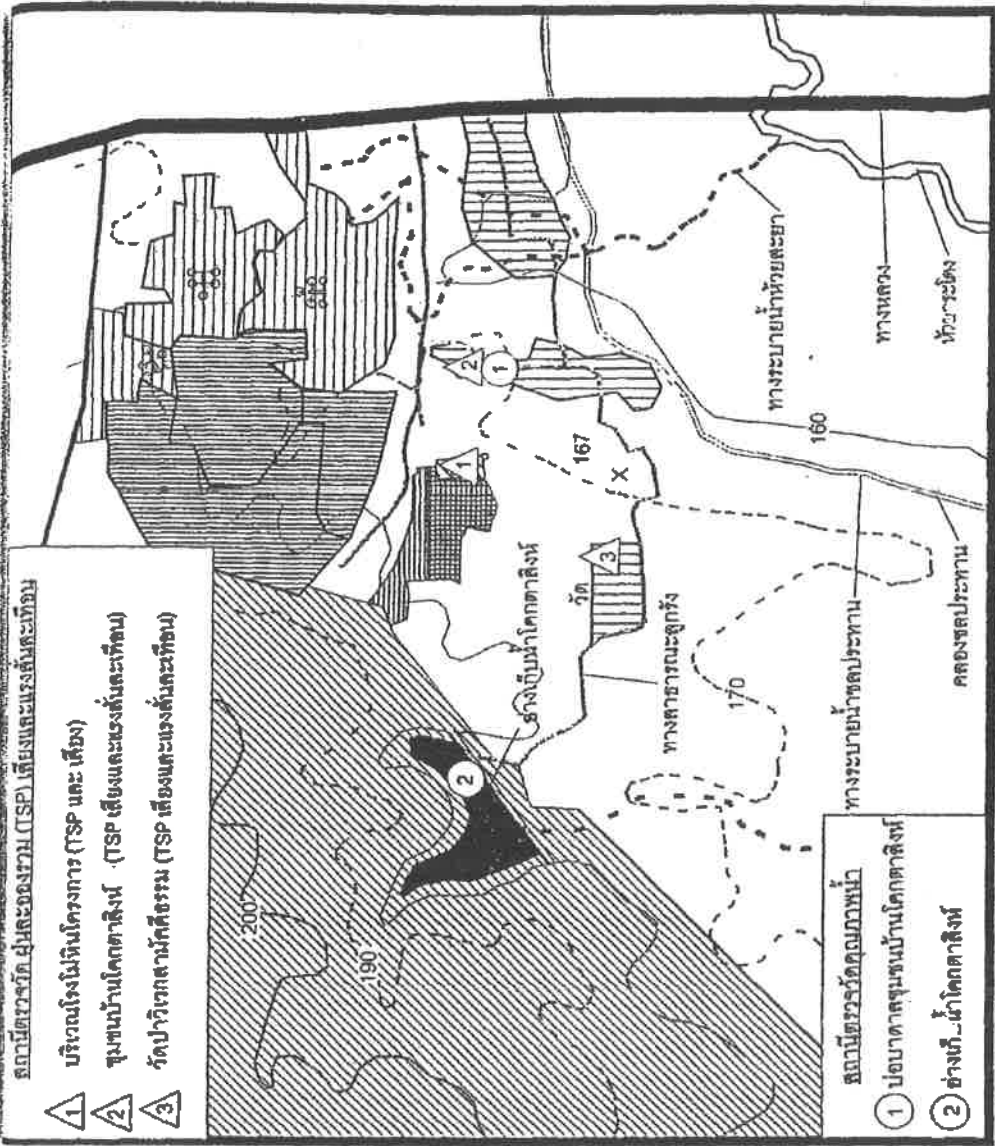 สถานีตรวจวัด ฝุ่นละอองรวม (TSP) เสียงและแรงสั่นสะเทือน
1 บริเวณโรงโม่หินโครงการ (TSP และ เสียง)
2 ชุมชนบ้านโคกตาสิงห์ (TSP เสียงและแรงสั่นสะเทือน)
3 วัดป่าวิเวกสามัคคีธรรม (TSP เสียงและแรงสั่นสะเทือน)
200
190
2
อ่างเก็บน้ำโคกตาสิงห์
1
2
1
167
X
วัด
3
ทางสาธารณะลูกรัง
170
160
ทางระบายน้ำห้วยตะยา
ทางหลวง
ทางระบายน้ำชลประทาน
คลองชลประทาน
สถานีตรวจวัดคุณภาพน้ำ
1 บ่อบาดาลชุมชนบ้านโคกตาสิงห์
2 อ่างเก็บน้ำโคกตาสิงห์